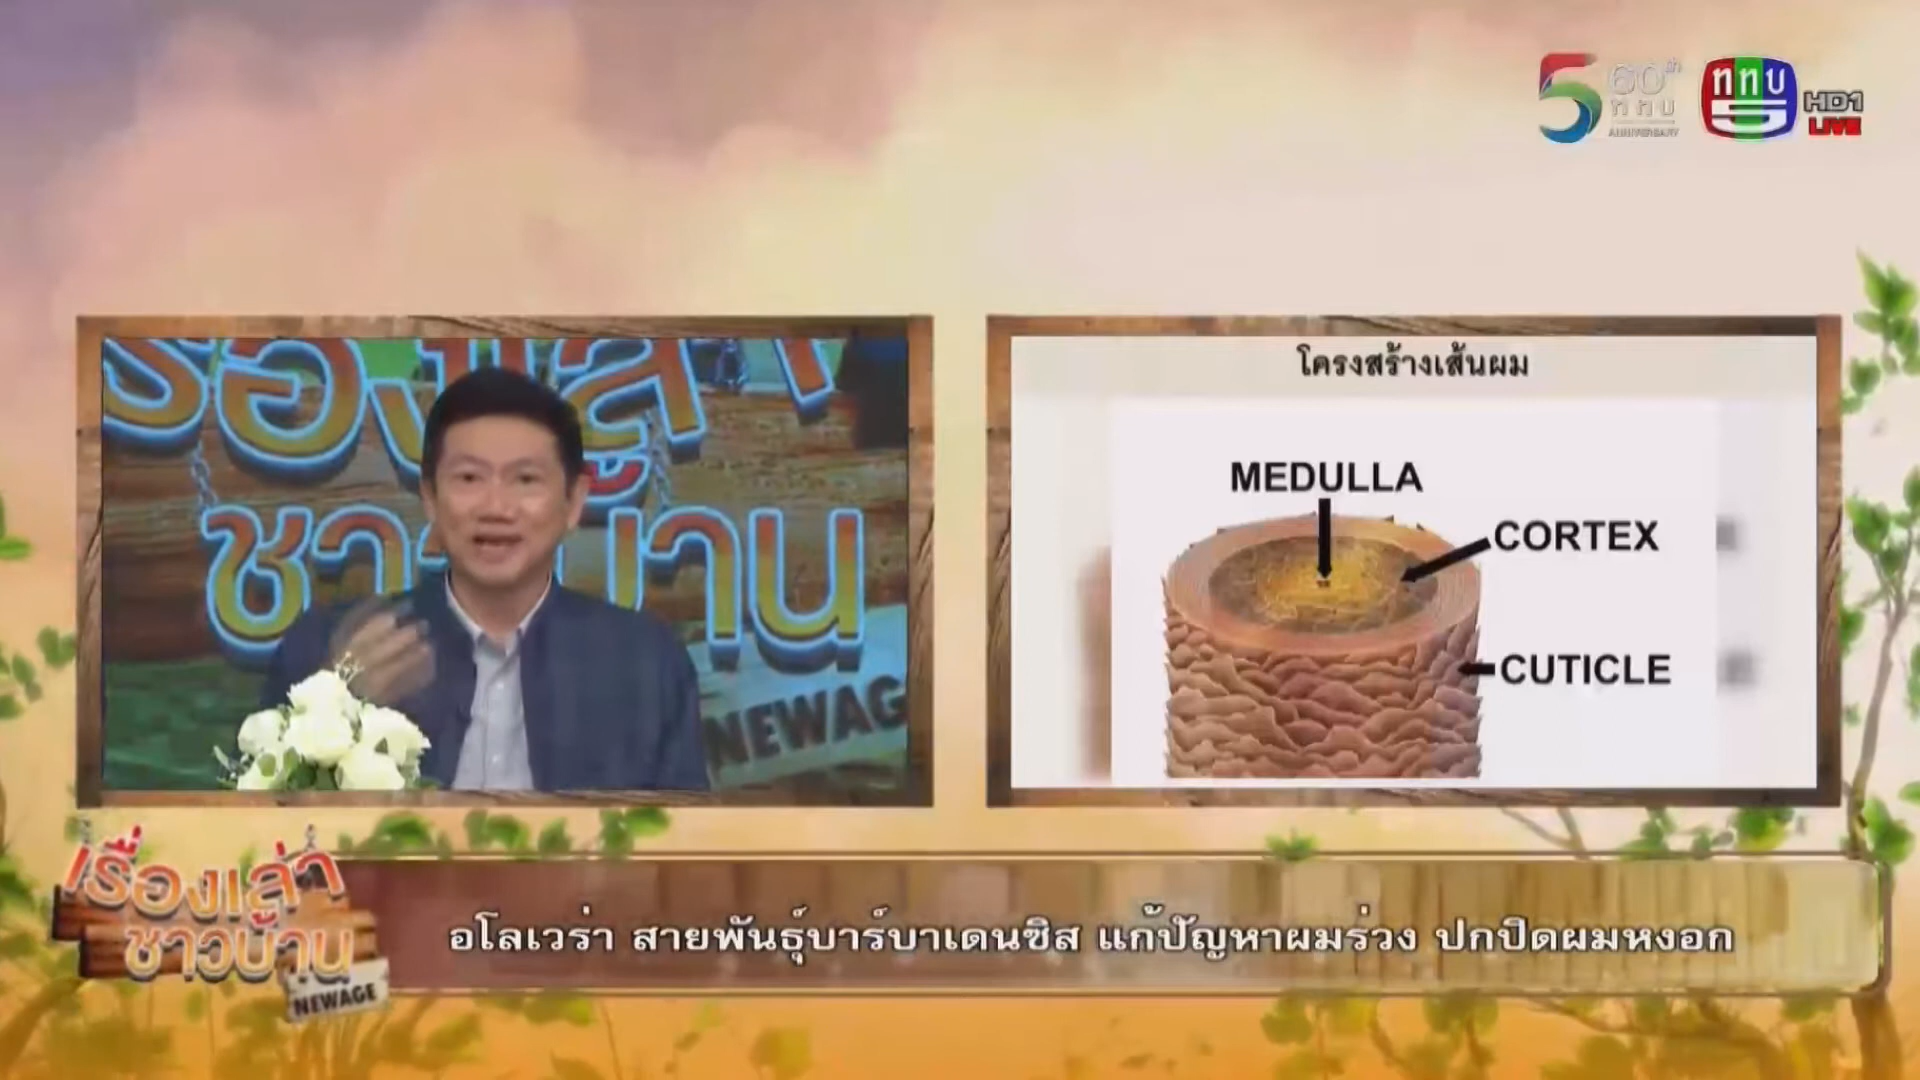 5 60th
ททบ
ANNIVERSARY
ททบ
5
HD1
LIVE
โครงสร้างเส้นผม
MEDULLA
CORTEX
CUTICLE
NEWAG
เรื่องเล่า
ชาวบ้าน
NEWAGE
อโลเวร่า สายพันธุ์บาร์บาเดนซิส แก้ปัญหาผมร่วง ปกปิดผมหงอก